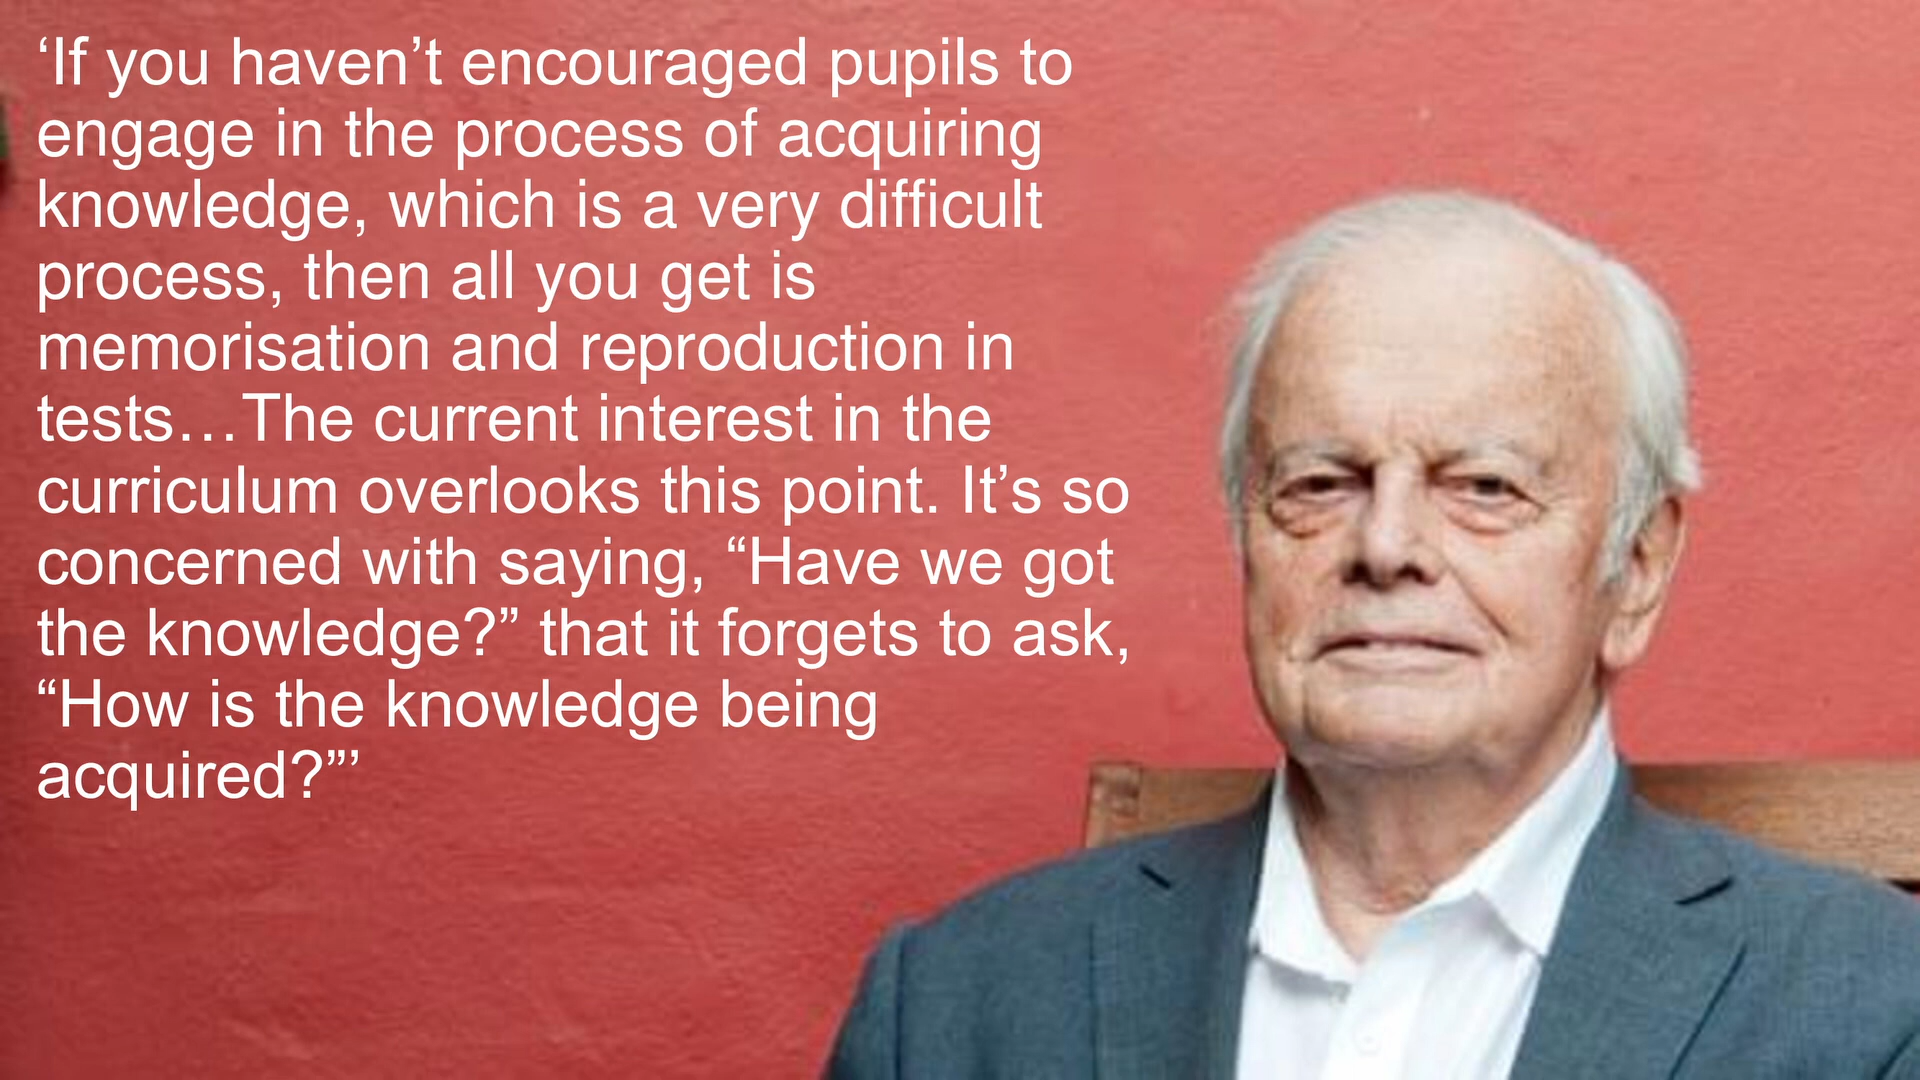 ‘If you haven’t encouraged pupils to
engage in the process of acquiring
knowledge, which is a very difficult
process, then all you get is
memorisation and reproduction in
tests…The current interest in the
curriculum overlooks this point. It’s so
concerned with saying, “Have we got
the knowledge?” that it forgets to ask,
“How is the knowledge being
acquired?”’